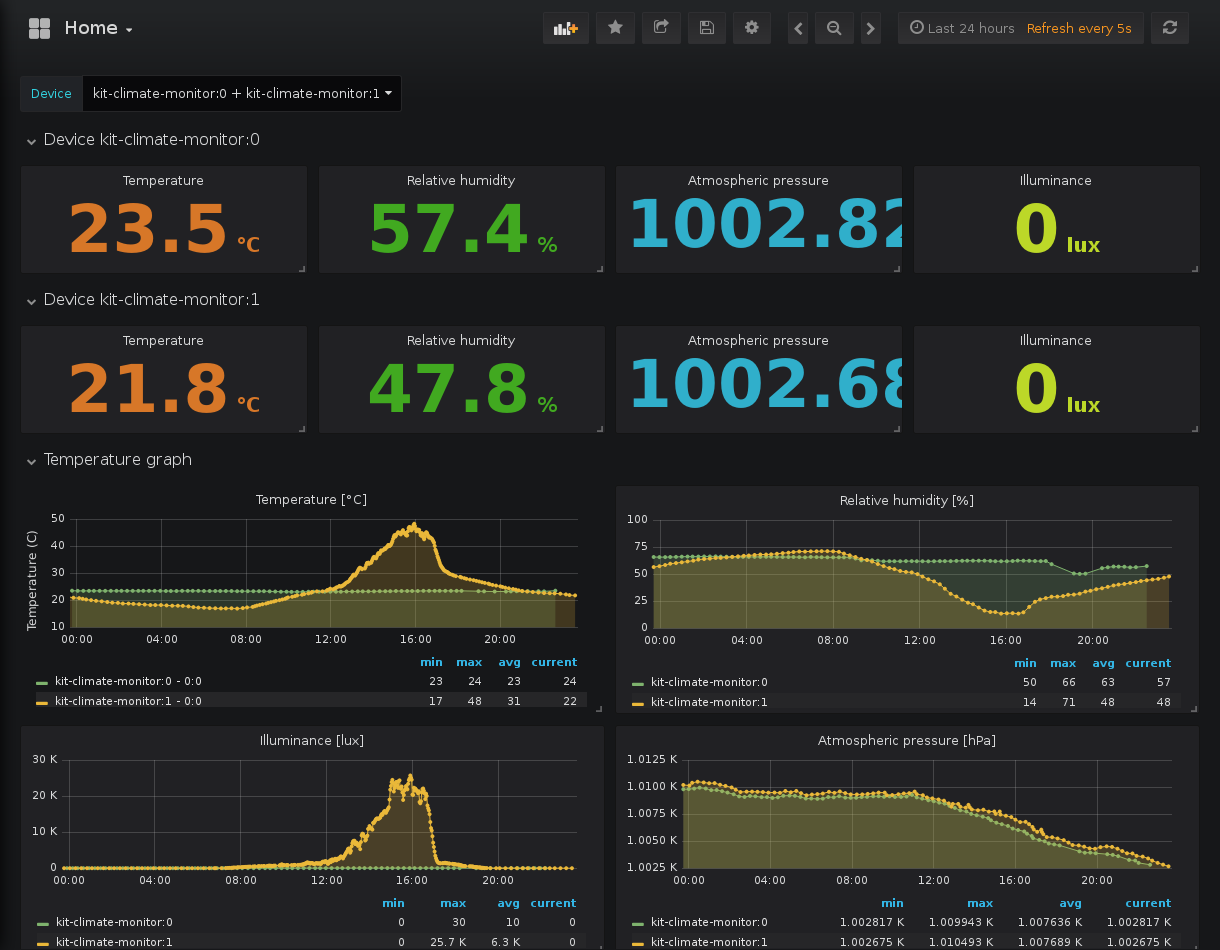 Home
Last 24 hours Refresh every 5s
Device kit-climate-monitor:0 + kit-climate-monitor:1
Device kit-climate-monitor:0
Temperature Relative humidity Atmospheric pressure Illuminance
23.5 °C 57.4 % 1002.82 0 lux
Device kit-climate-monitor:1
Temperature Relative humidity Atmospheric pressure Illuminance
21.8 °C 47.8 % 1002.68 0 lux
Temperature graph
Temperature [°C]
Temperature (C)
50
40
30
20
10
00:00 04:00 08:00 12:00 16:00 20:00
min max avg current
kit-climate-monitor:0 - 0:0 23 24 23 24
kit-climate-monitor:1 - 0:0 17 48 31 22
Relative humidity [%]
100
75
50
25
0
00:00 04:00 08:00 12:00 16:00 20:00
min max avg current
kit-climate-monitor:0 50 66 63 57
kit-climate-monitor:1 14 71 48 48
Illuminance [lux]
30 K
20 K
10 K
0
00:00 04:00 08:00 12:00 16:00 20:00
min max avg current
kit-climate-monitor:0 0 30 10 0
kit-climate-monitor:1 0 25.7 K 6.3 K 0
Atmospheric pressure [hPa]
1.0125 K
1.0100 K
1.0075 K
1.0050 K
1.0025 K
00:00 04:00 08:00 12:00 16:00 20:00
min max avg current
kit-climate-monitor:0 1.002817 K 1.009943 K 1.007636 K 1.002817 K
kit-climate-monitor:1 1.002675 K 1.010493 K 1.007689 K 1.002675 K